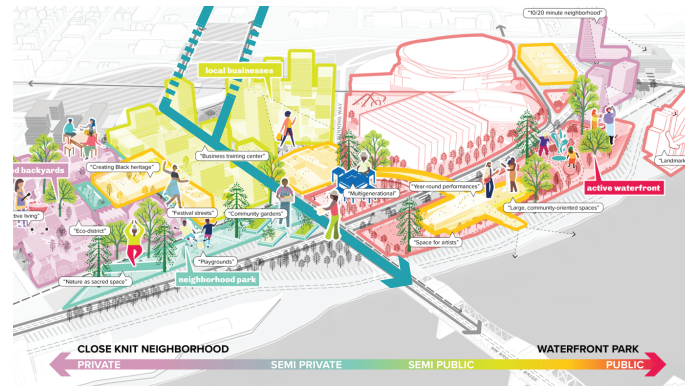 "10/20 minute neighborhood"
local businesses
RUNNING WAY
"Landmark
d backyards
"Creating Black heritage"
"Business training center"
"Multigenerational"
"Year-round performances"
active waterfront
tive living"
"Festival streets"
"Community gardens"
"Large, community-oriented spaces"
"Eco-district"
"Space for artists"
"Playgrounds"
"Nature as sacred space"
neighborhood park
CLOSE KNIT NEIGHBORHOOD
WATERFRONT PARK
PRIVATE
SEMI PRIVATE
SEMI PUBLIC
PUBLIC